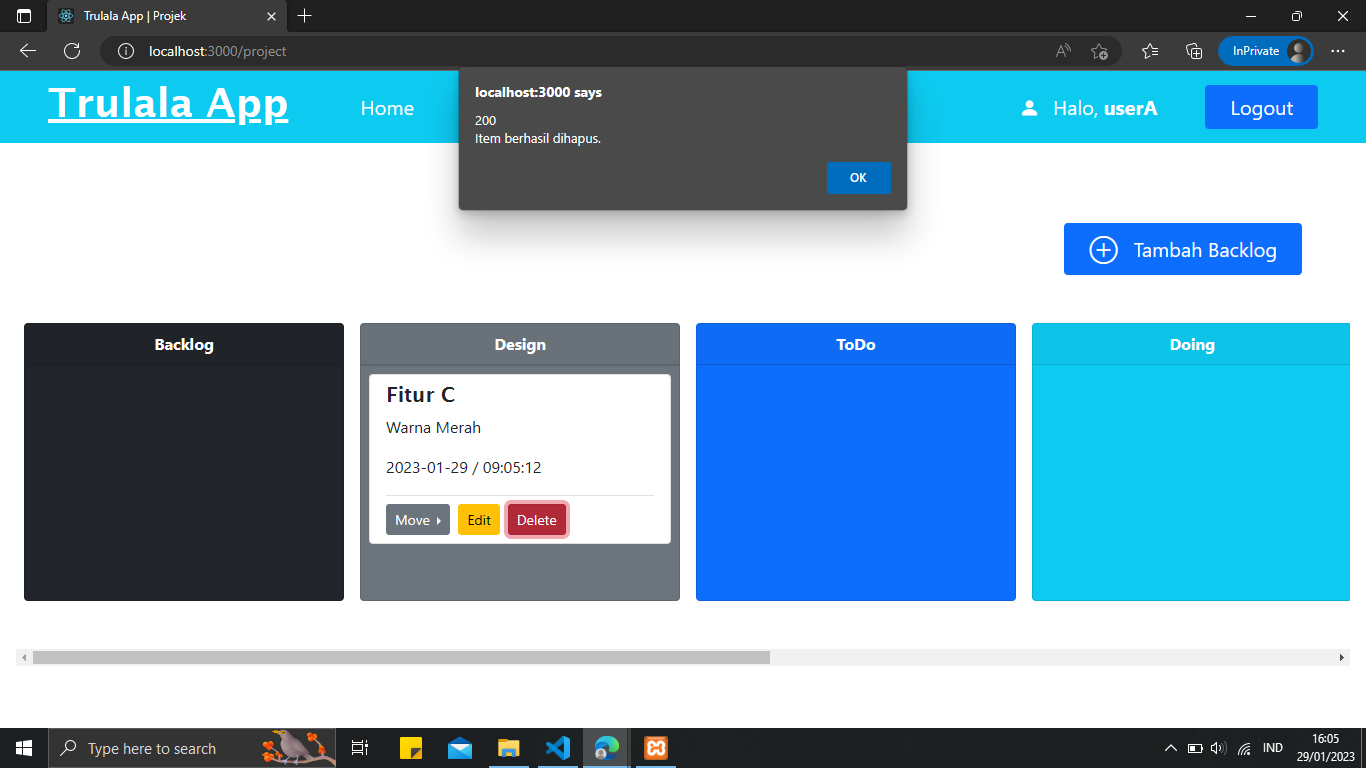 Trulala App | Projek
localhost:3000/project
InPrivate
Trulala App
Home
Halo, userA
Logout
localhost:3000 says
200
Item berhasil dihapus.
OK
Tambah Backlog
Backlog
Design
ToDo
Doing
Fitur C
Warna Merah
2023-01-29 / 09:05:12
Move
Edit
Delete
Type here to search
IND
16:05
29/01/2023